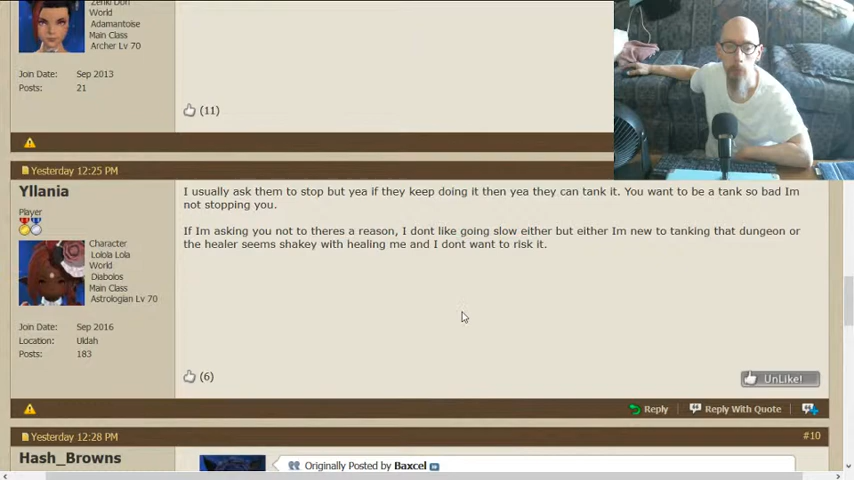 Zenki Dori
World
Adamantoise
Main Class
Archer Lv 70
Join Date: Sep 2013
Posts: 21
(11)
Yesterday 12:25 PM
Yllania
Player
Character
Lolola Lola
World
Diabolos
Main Class
Astrologian Lv 70
Join Date: Sep 2016
Location: Uldah
Posts: 183
I usually ask them to stop but yea if they keep doing it then yea they can tank it. You want to be a tank so bad Im
not stopping you.
If Im asking you not to theres a reason, I dont like going slow either but either Im new to tanking that dungeon or
the healer seems shakey with healing me and I dont want to risk it.
(6)
UnLike!
Reply
Reply With Quote
Yesterday 12:28 PM
#10
Hash_Browns
Originally Posted by Baxcel